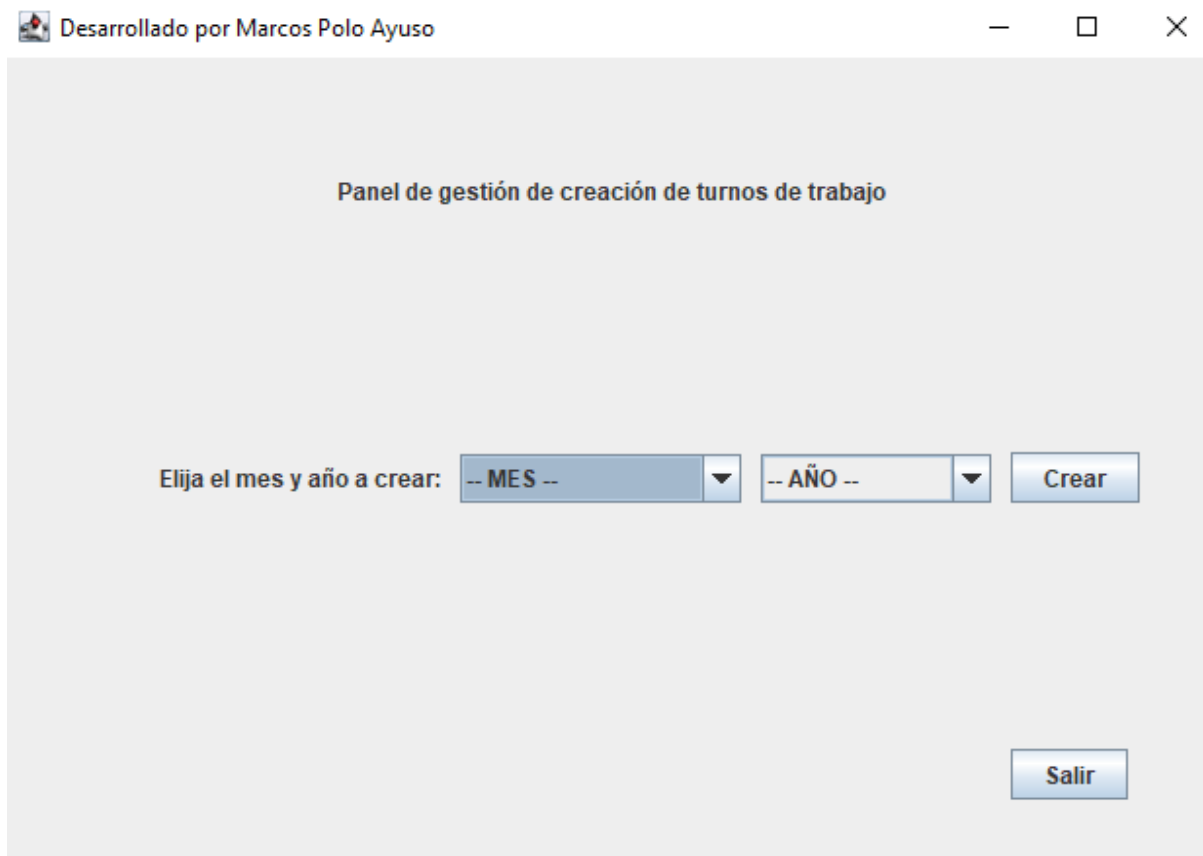 Desarrollado por Marcos Polo Ayuso
Panel de gestión de creación de turnos de trabajo
Elija el mes y año a crear: -- MES -- -- AÑO -- Crear
Salir